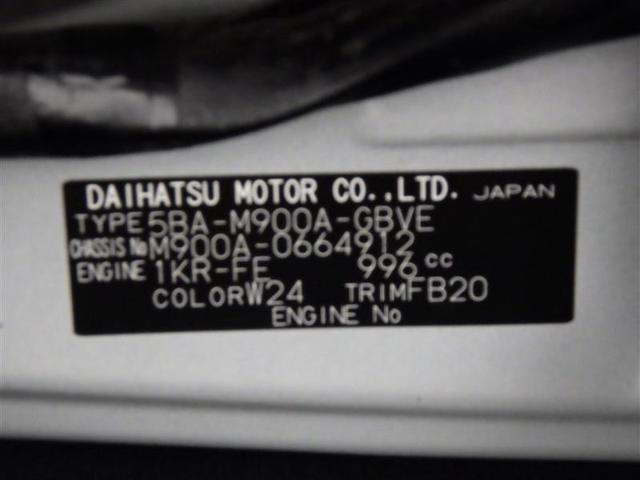 DAIHATSU MOTOR CO.,LTD. JAPAN
TYPE 5BA-M900A-GBVE
CHASSIS No M900A-0664912
ENGINE 1KR-FE 996 cc
COLOR W24 TRIM FB20
ENGINE No